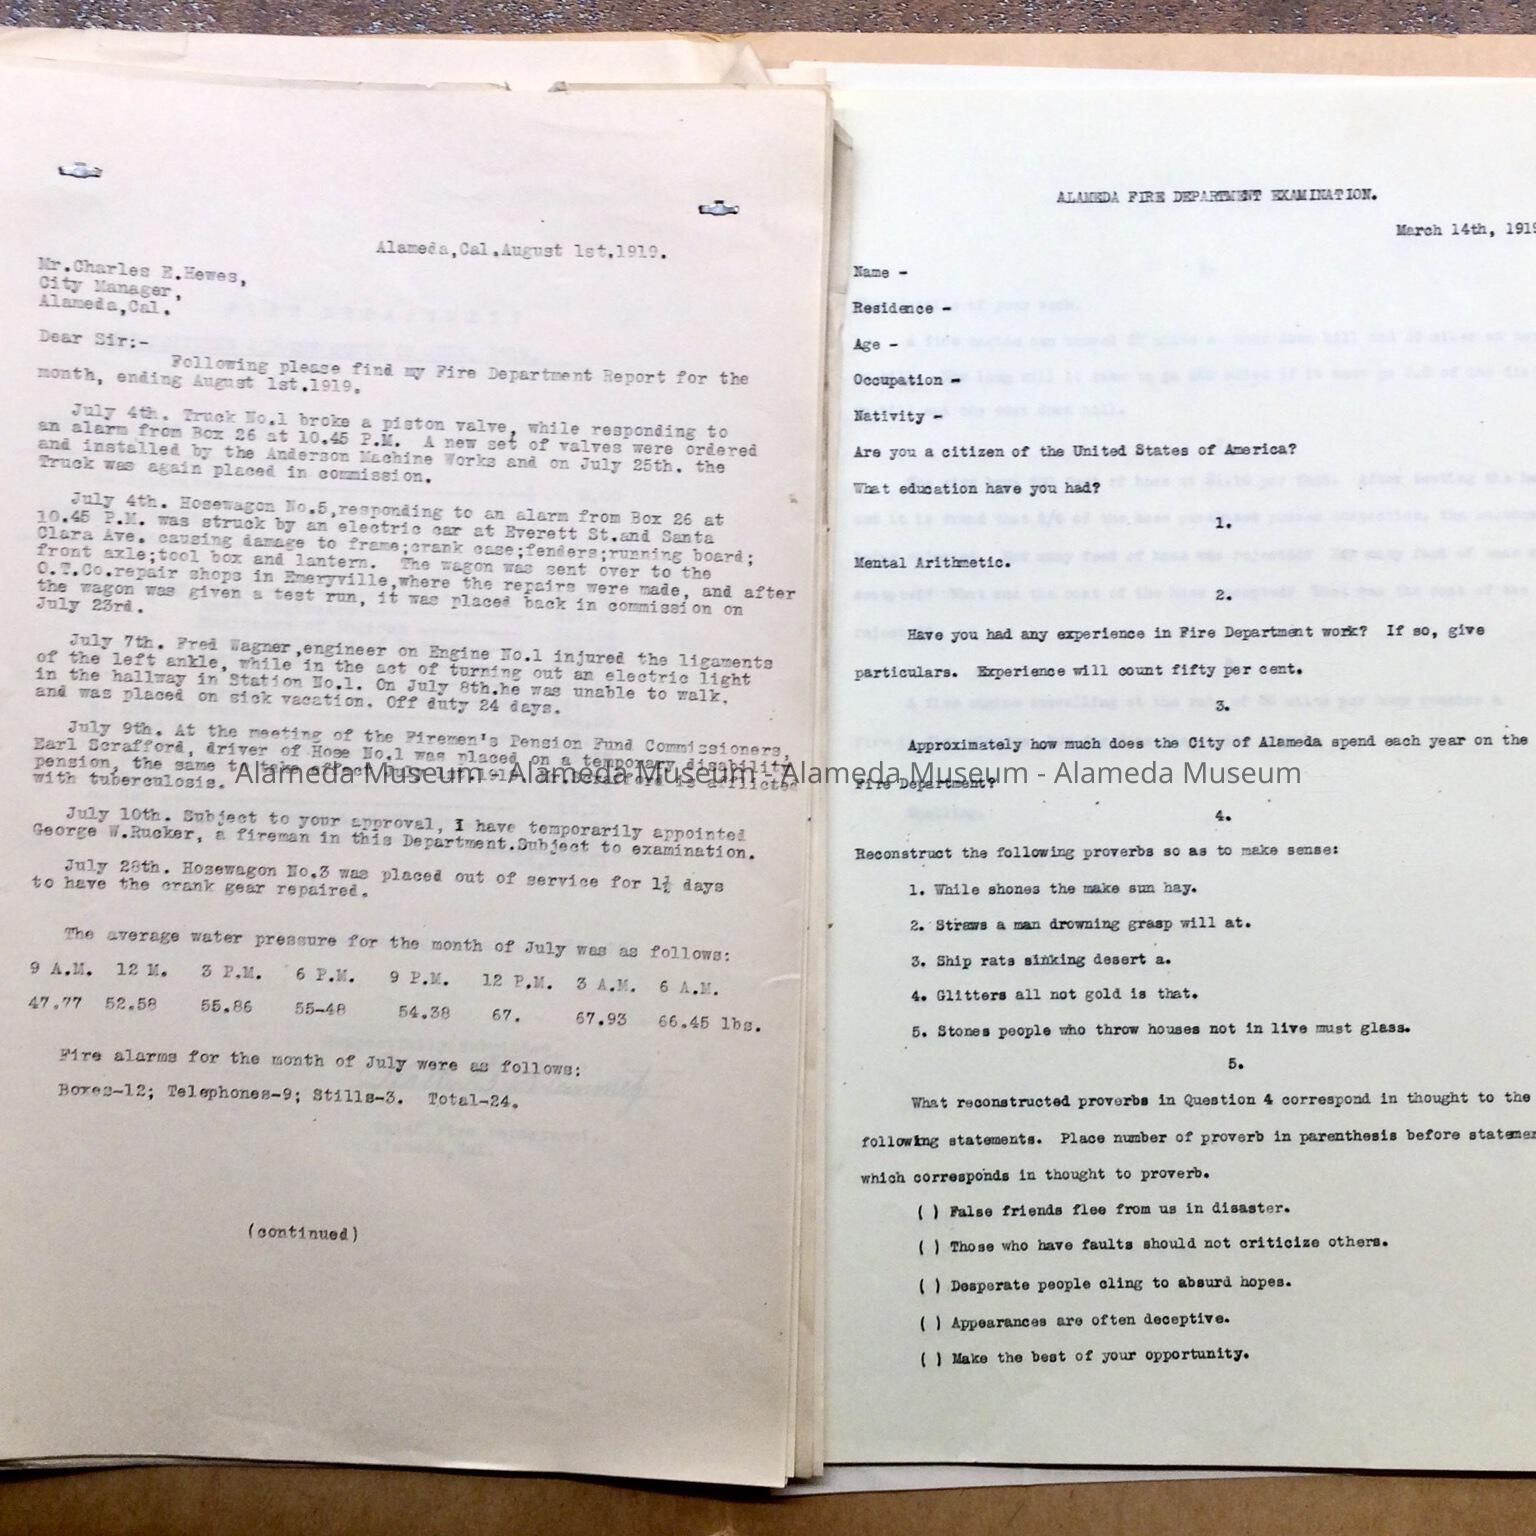 Alameda,Cal.August 1st.1919.
Mr.Charles E.Hewes,
City Manager,
Alameda,Cal.
Dear Sir:-
Following please find my Fire Department Report for the
month, ending August 1st.1919.
July 4th. Truck No.1 broke a piston valve, while responding to
an alarm from Box 26 at 10.45 P.M. A new set of valves were ordered
and installed by the Anderson Machine Works and on July 25th. the
Truck was again placed in commission.
July 4th. Hosewagon No.5,responding to an alarm from Box 26 at
10.45 P.M. was struck by an electric car at Everett St.and Santa
Clara Ave. causing damage to frame;crank case;fenders;running board;
front axle;tool box and lantern. The wagon was sent over to the
O.T.Co.repair shops in Emeryville,where the repairs were made, and after
the wagon was given a test run, it was placed back in commission on
July 23rd.
July 7th. Fred Wagner,engineer on Engine No.1 injured the ligaments
of the left ankle, while in the act of turning out an electric light
in the hallway in Station No.1. On July 8th.he was unable to walk,
and was placed on sick vacation. Off duty 24 days.
July 9th. At the meeting of the Firemen's Pension Fund Commissioners,
Earl Scrafford, driver of Hose No.1 was placed on a temporary disability
pension, the same to take is afflicted
with tuberculosis.
July 10th. Subject to your approval, I have temporarily appointed
George W.Rucker, a fireman in this Department.Subject to examination.
July 28th. Hosewagon No.3 was placed out of service for 1½ days
to have the crank gear repaired.
The average water pressure for the month of July was as follows:
9 A.M. 12 M. 3 P.M. 6 P.M. 9 P.M. 12 P.M. 3 A.M. 6 A.M.
47.77 52.58 55.86 55-48 54.38 67. 67.93 66.45 lbs.
Fire alarms for the month of July were as follows:
Boxes-12; Telephones-9; Stills-3. Total-24.
(continued)
ALAMEDA FIRE DEPARTMENT EXAMINATION.
March 14th, 1919
Name -
Residence -
Age -
Occupation -
Nativity -
Are you a citizen of the United States of America?
What education have you had?
1.
Mental Arithmetic.
2.
Have you had any experience in Fire Department work? If so, give
particulars. Experience will count fifty per cent.
3.
Approximately how much does the City of Alameda spend each year on the
Fire Department?
4.
Reconstruct the following proverbs so as to make sense:
1. While shones the make sun hay.
2. Straws a man drowning grasp will at.
3. Ship rats sinking desert a.
4. Glitters all not gold is that.
5. Stones people who throw houses not in live must glass.
5.
What reconstructed proverbs in Question 4 correspond in thought to the
following statements. Place number of proverb in parenthesis before
which corresponds in thought to proverb.
( ) False friends flee from us in disaster.
( ) Those who have faults should not criticize others.
( ) Desperate people cling to absurd hopes.
( ) Appearances are often deceptive.
( ) Make the best of your opportunity.
Alameda Museum - Alameda Museum - Alameda Museum - Alameda Museum